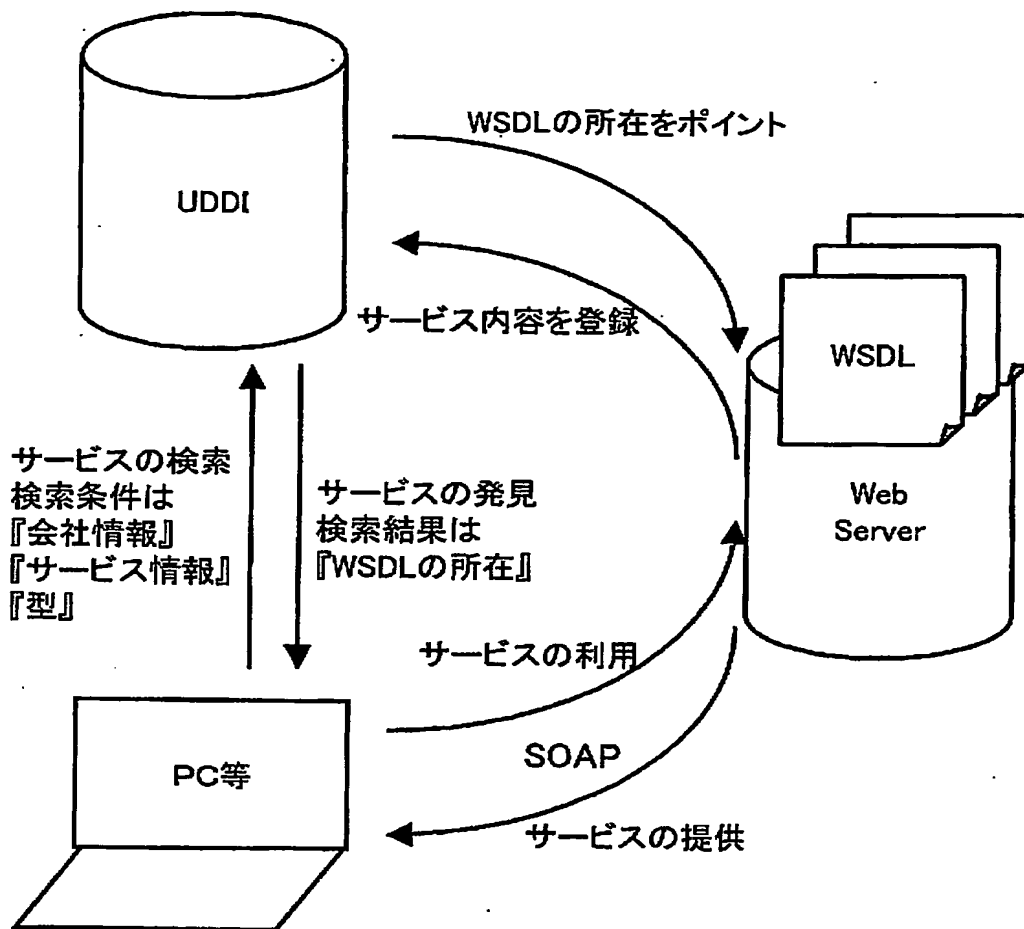 WSDLの所在をポイント
UDDI
サービス内容を登録
WSDL
Web
Server
サービスの検索
検索条件は
『会社情報』
『サービス情報』
『型』
サービスの発見
検索結果は
『WSDLの所在』
サービスの利用
SOAP
サービスの提供
PC等